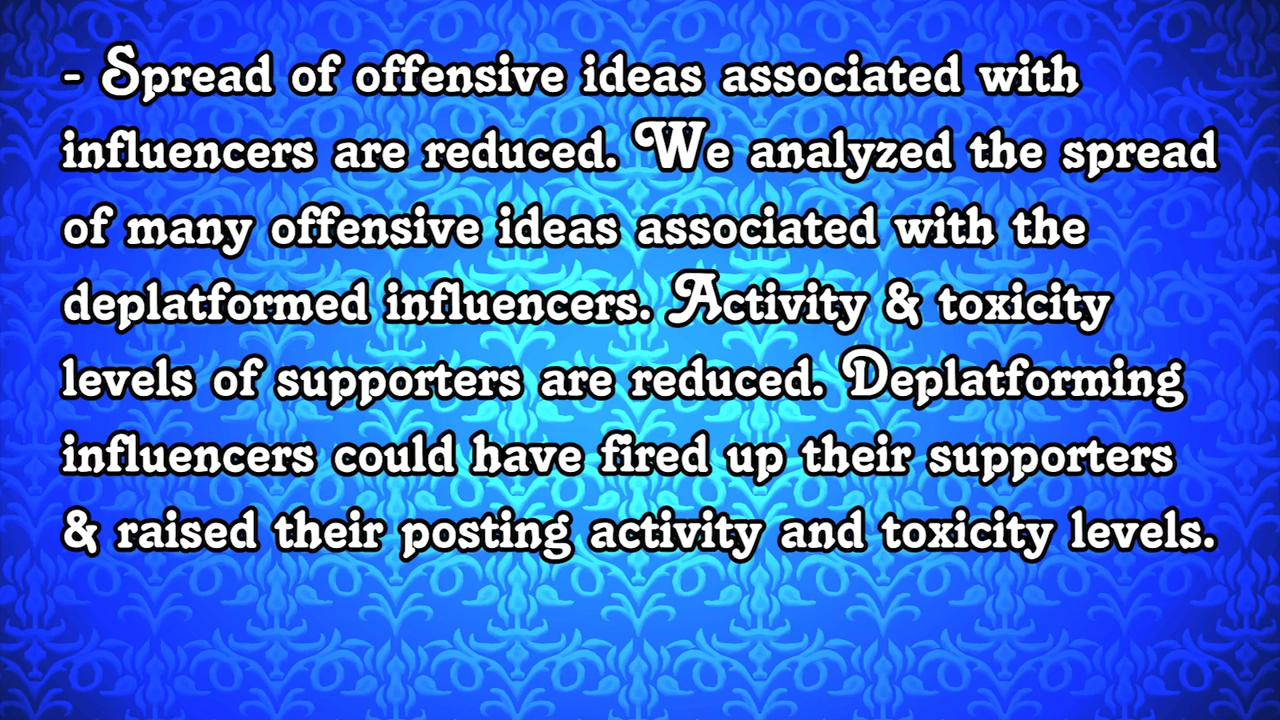 - Spread of offensive ideas associated with
influencers are reduced. We analyzed the spread
of many offensive ideas associated with the
deplatformed influencers. Activity & toxicity
levels of supporters are reduced. Deplatforming
influencers could have fired up their supporters
& raised their posting activity and toxicity levels.